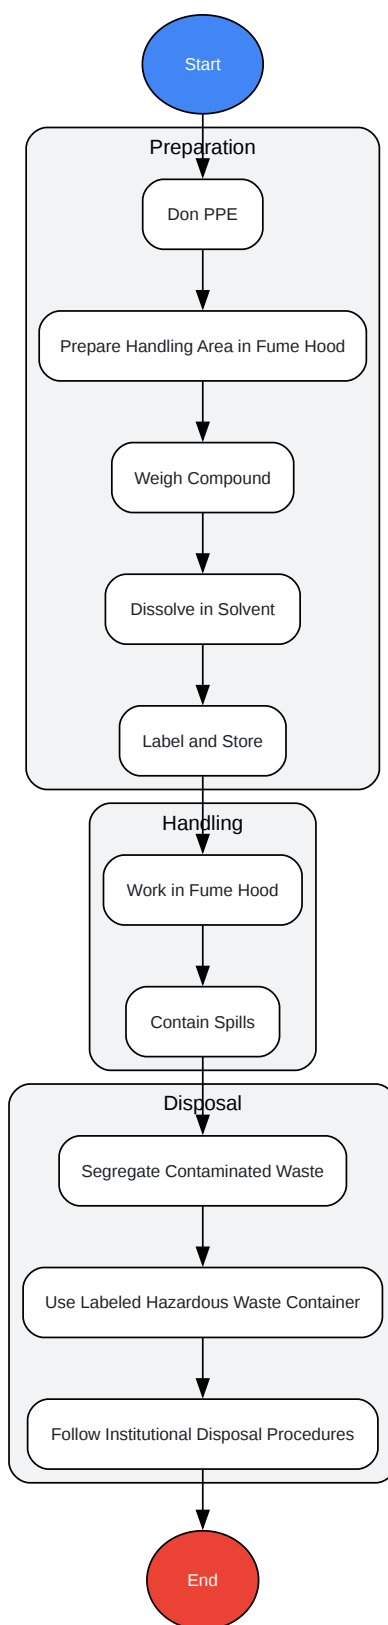 Start
Preparation
Don PPE
Prepare Handling Area in Fume Hood
Weigh Compound
Dissolve in Solvent
Label and Store
Handling
Work in Fume Hood
Contain Spills
Disposal
Segregate Contaminated Waste
Use Labeled Hazardous Waste Container
Follow Institutional Disposal Procedures
End